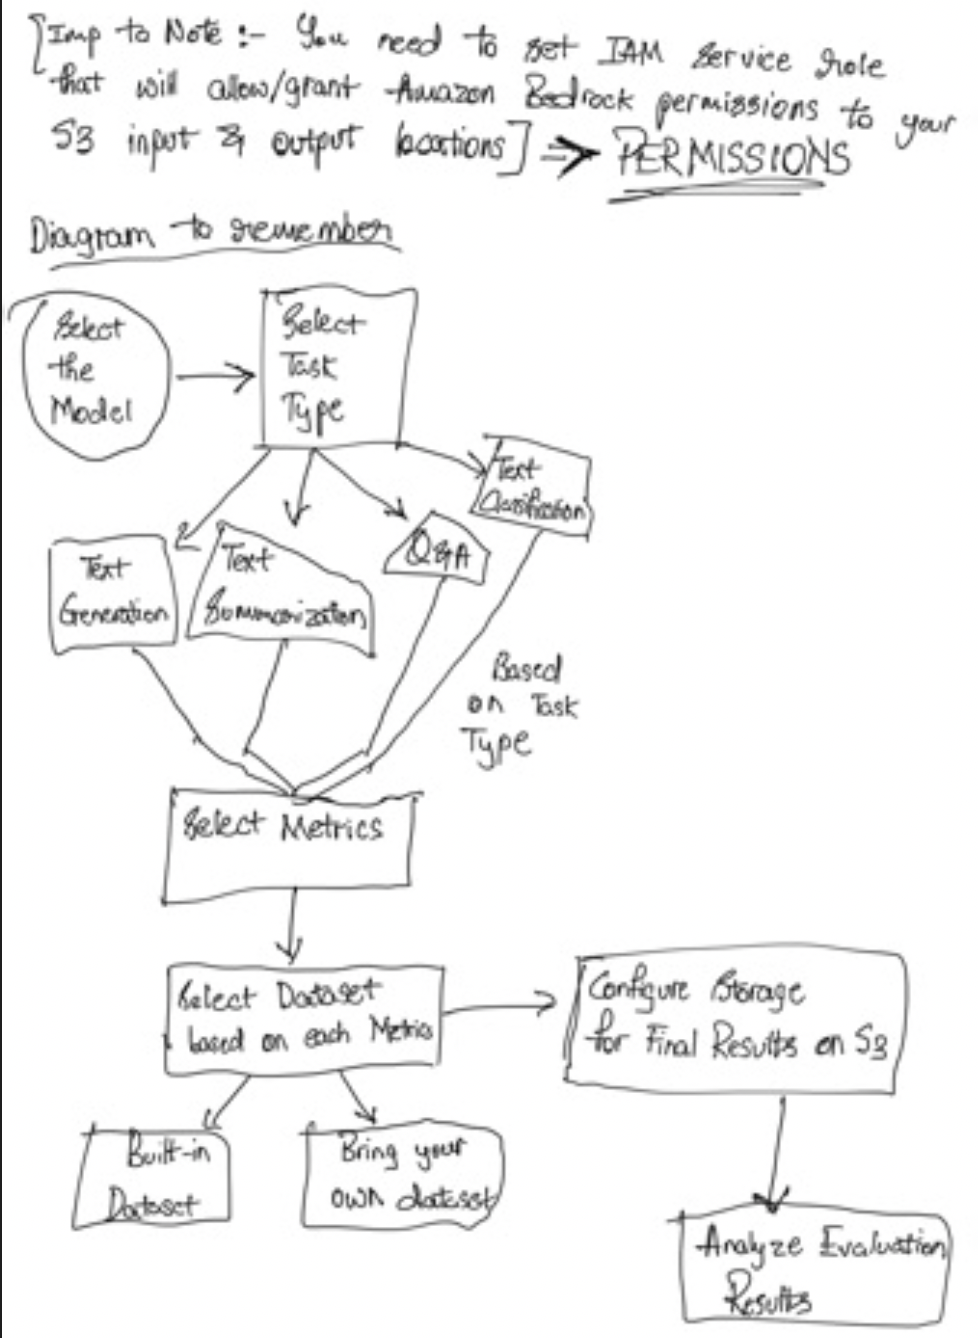 [Imp to Note :- You need to set IAM service role
that will allow/grant Amazon Bedrock permissions to your
S3 input & output locations] => PERMISSIONS
Diagram to remember
Select
the
Model
Select
Task
Type
Text
Classification
Q&A
Text
Summarization
Text
Generation
Based
on Task
Type
Select Metrics
Select Dataset
based on each Metric
Configure Storage
for Final Results on S3
Built-in
Dataset
Bring your
own dataset
Analyze Evaluation
Results